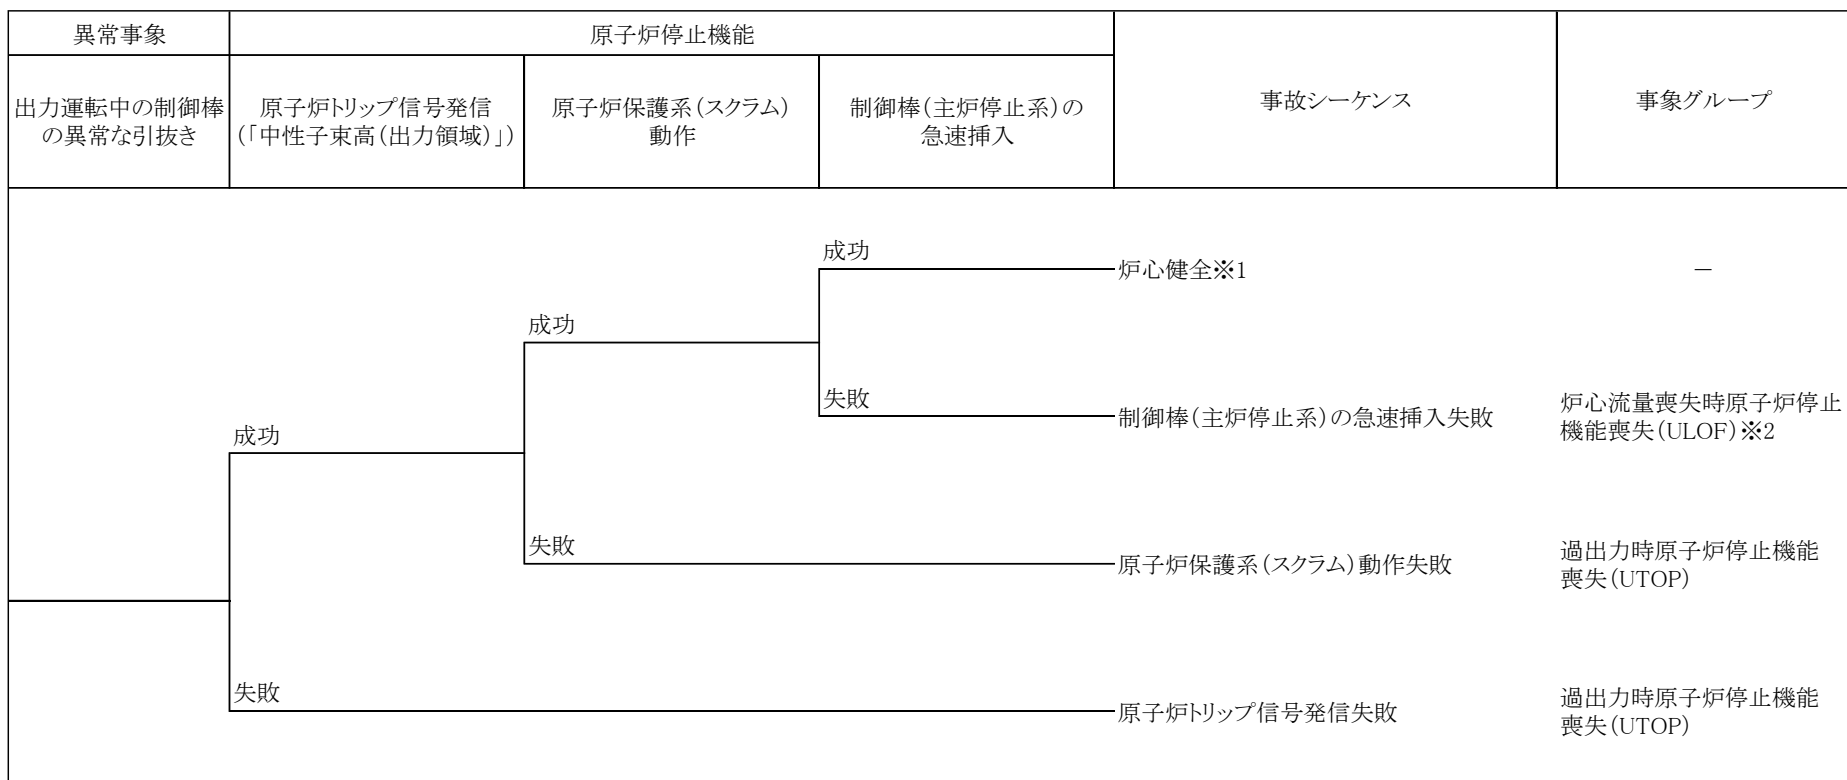 異常事象
原子炉停止機能
事故シーケンス
事象グループ
出力運転中の制御棒
の異常な引抜き
原子炉トリップ信号発信
(「中性子束高(出力領域)」)
原子炉保護系(スクラム)
動作
制御棒(主炉停止系)の
急速挿入
成功
炉心健全※1
－
成功
失敗
制御棒(主炉停止系)の急速挿入失敗
炉心流量喪失時原子炉停止
機能喪失(ULOF)※2
成功
失敗
原子炉保護系(スクラム)動作失敗
過出力時原子炉停止機能
喪失(UTOP)
失敗
原子炉トリップ信号発信失敗
過出力時原子炉停止機能
喪失(UTOP)